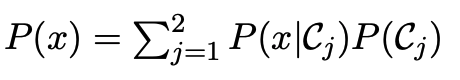 P(x) = ∑_{j=1}^{2} P(x|𝒞_j)P(𝒞_j)